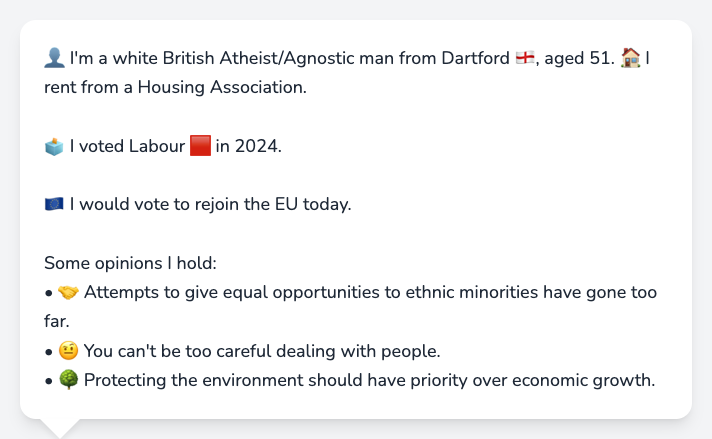 👤 I'm a white British Atheist/Agnostic man from Dartford 🏴󠁧󠁢󠁥󠁮󠁧󠁿, aged 51. 🏠 I
rent from a Housing Association.
🗳️ I voted Labour 🟥 in 2024.
🇪🇺 I would vote to rejoin the EU today.
Some opinions I hold:
• 🤝 Attempts to give equal opportunities to ethnic minorities have gone too
far.
• 🤨 You can't be too careful dealing with people.
• 🌳 Protecting the environment should have priority over economic growth.